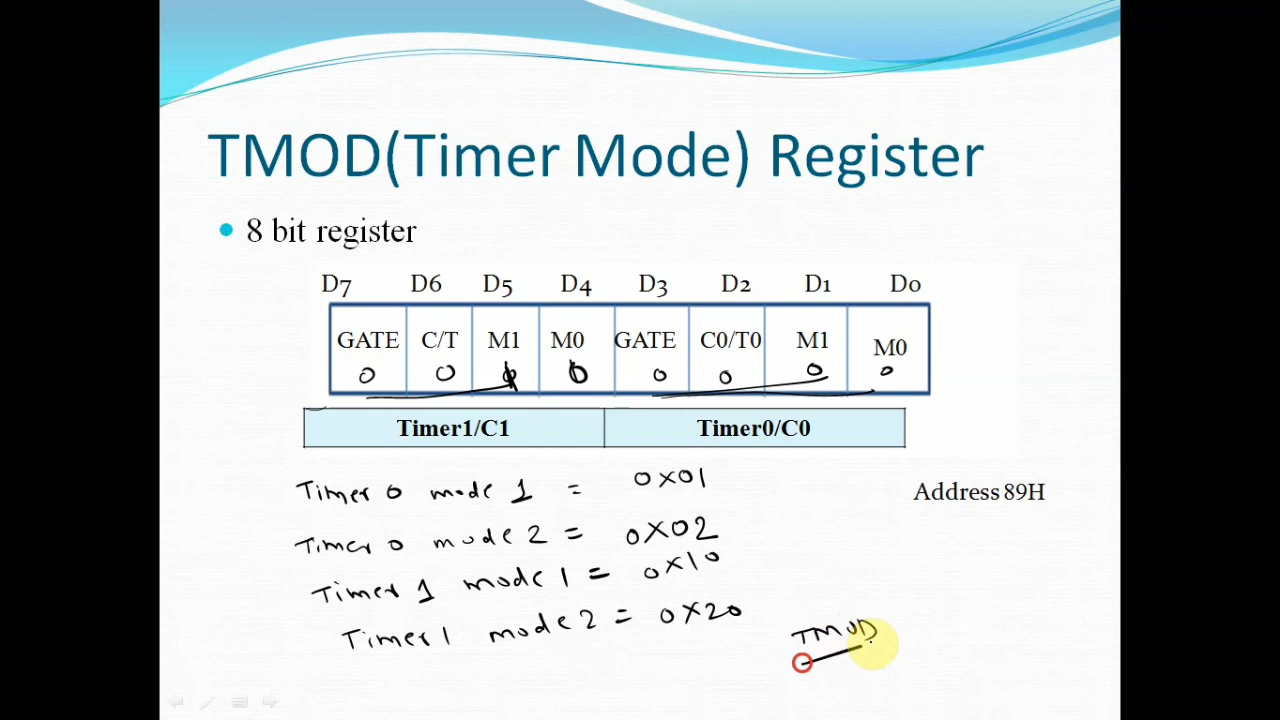 TMOD(Timer Mode) Register
8 bit register
D7 D6 D5 D4 D3 D2 D1 D0
GATE C/T M1 M0 GATE C0/T0 M1 M0
0 0 0 0 0 0
Timer1/C1 Timer0/C0
Timer 0 mode 1 = 0X01
Address 89H
Timer 0 mode 2 = 0X02
Timer 1 mode 1 = 0X10
Timer 1 mode 2 = 0X20
TMOD